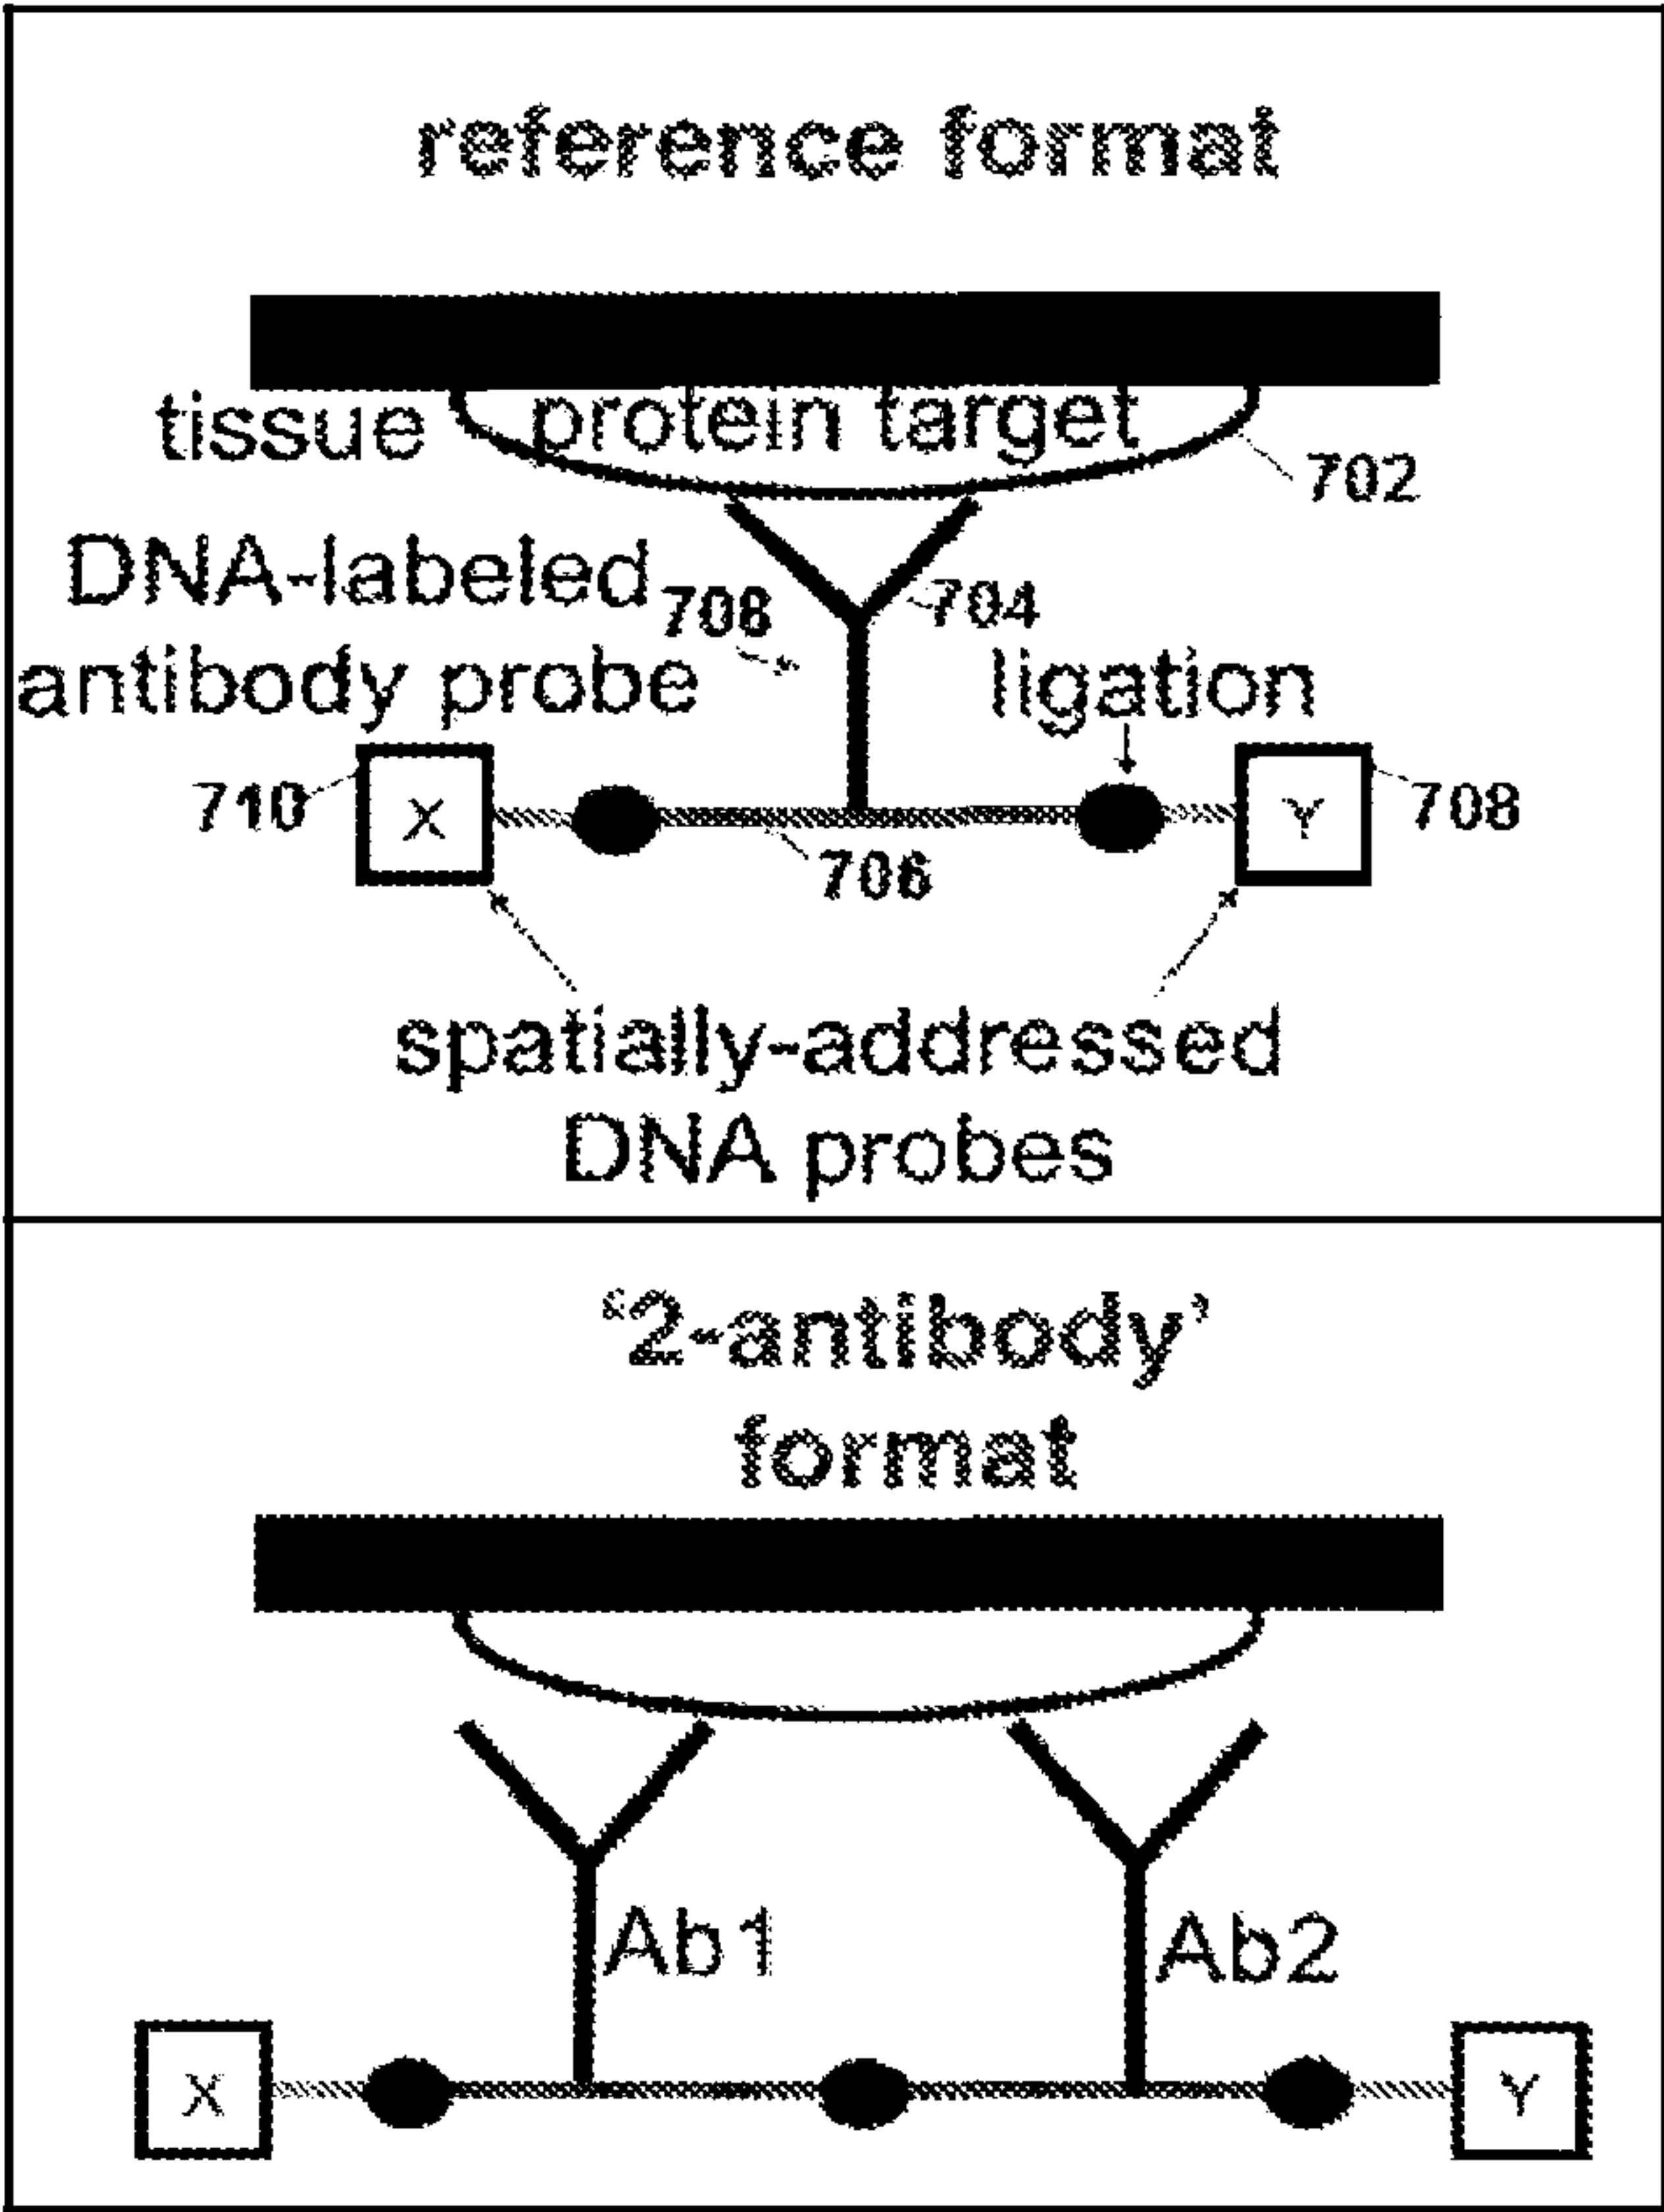 reference format
tissue protein target
702
DNA-labeled
708 704
antibody probe ligation
710 X Y 708
706
spatially-addressed
DNA probes
‘2-antibody’
format
Ab1 Ab2
X Y